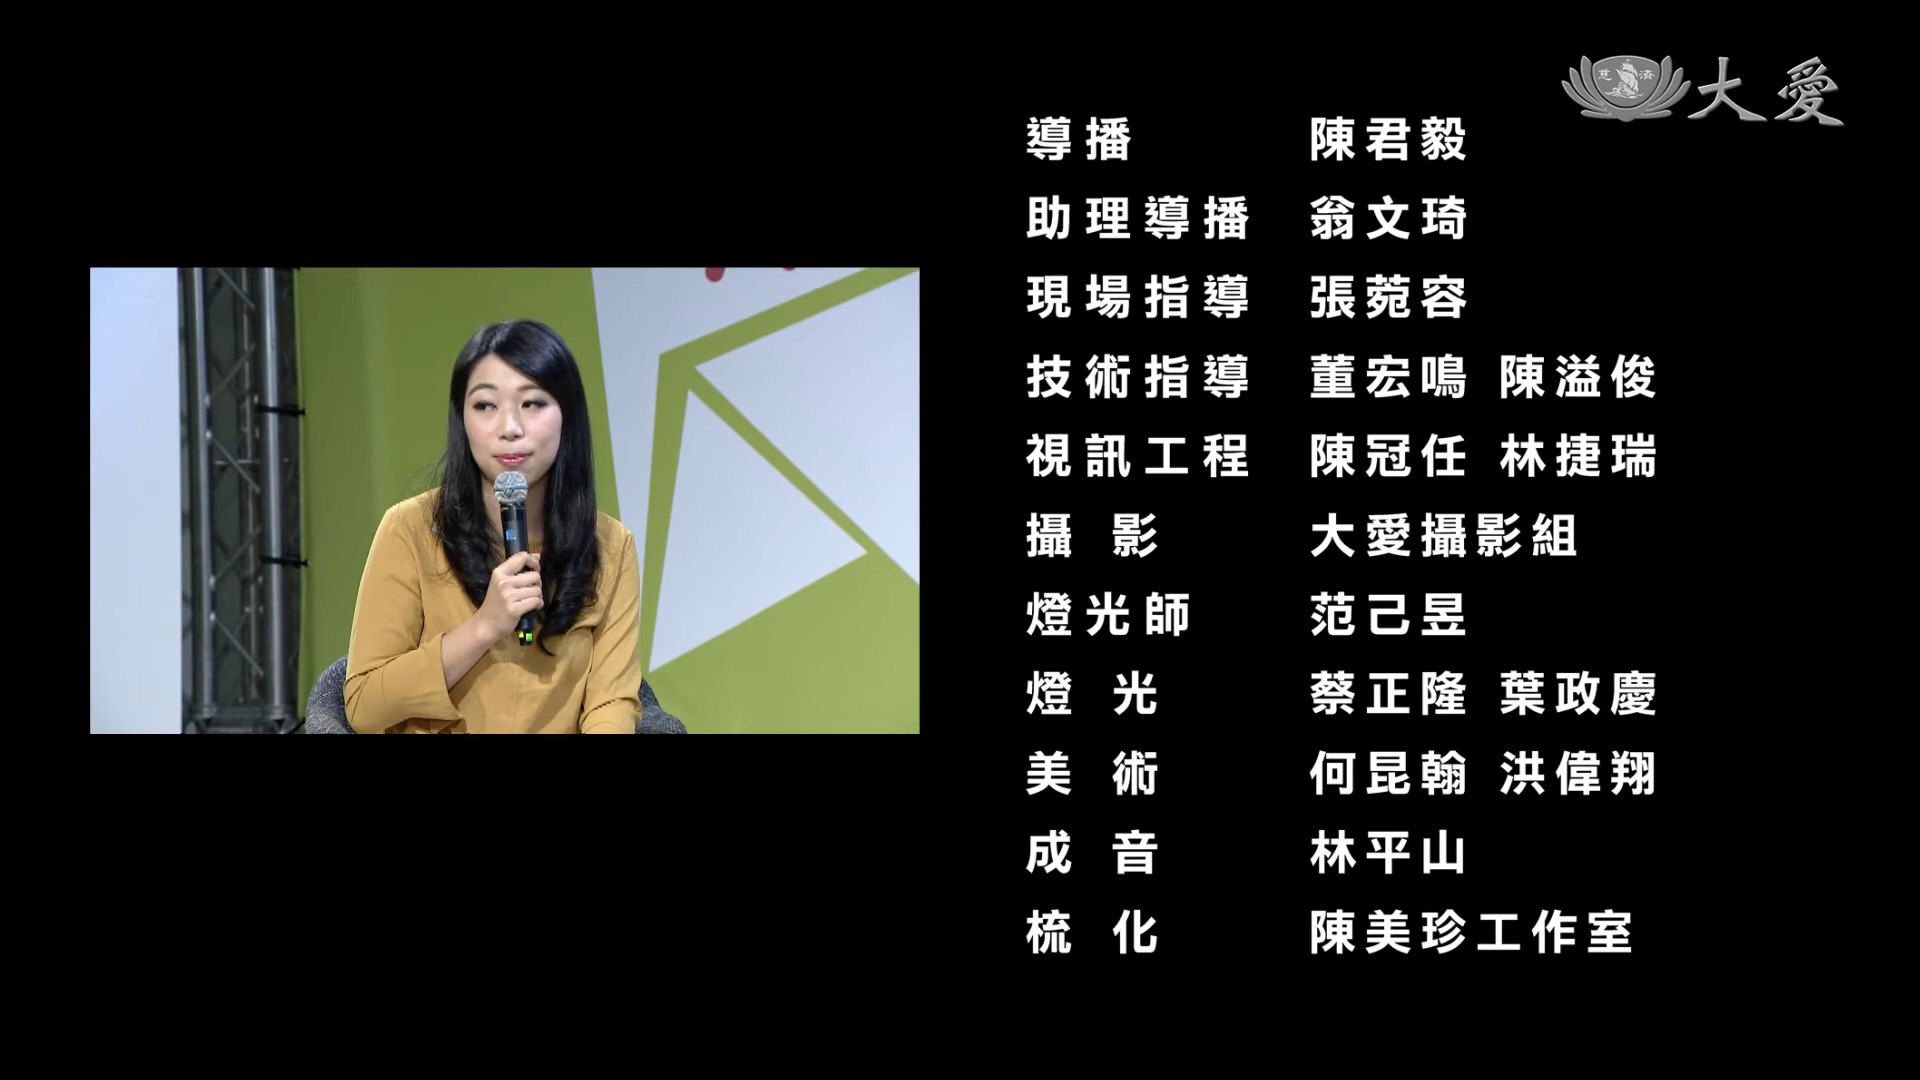 慈濟 大愛
導播 陳君毅
助理導播 翁文琦
現場指導 張菀容
技術指導 董宏鳴 陳溢俊
視訊工程 陳冠任 林捷瑞
攝影 大愛攝影組
燈光師 范己昱
燈光 蔡正隆 葉政慶
美術 何昆翰 洪偉翔
成音 林平山
梳化 陳美珍工作室